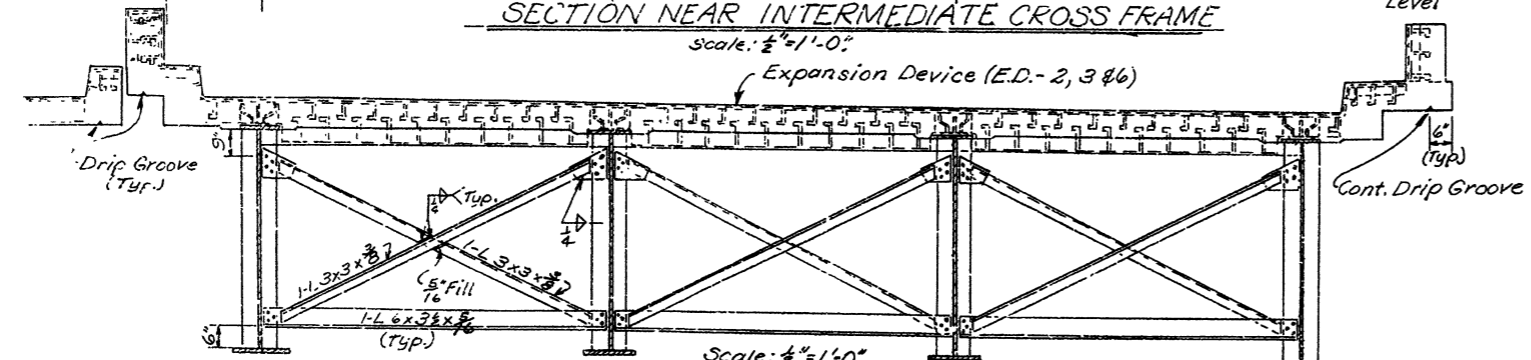 SECTION NEAR INTERMEDIATE CROSS FRAME
Scale: ½"=1'-0"
Level
Expansion Device (E.D.- 2, 3 & 6)
9"
Drip Groove
(Typ.)
1/4 Typ.
1/4
6"
(Typ.)
Cont. Drip Groove
1-L 3x3x3/8
1-L 3x3x3/8
5/16" Fill
1-L 6x3½x5/16
(Typ.)
6"
Scale: ½"=1'-0"